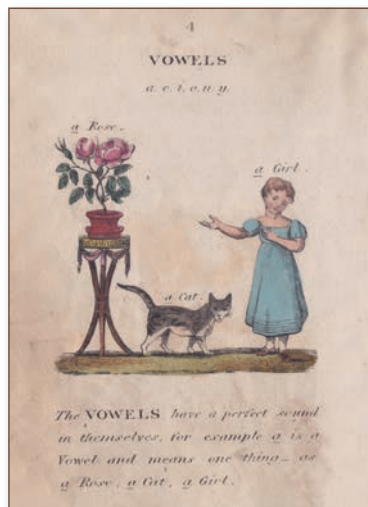 4
VOWELS
a. e. i. o. u. y.
a Rose.
a Girl.
a Cat.
The VOWELS have a perfect sound
in themselves, for example a is a
Vowel and means one thing_ as
a Rose, a Cat, a Girl.